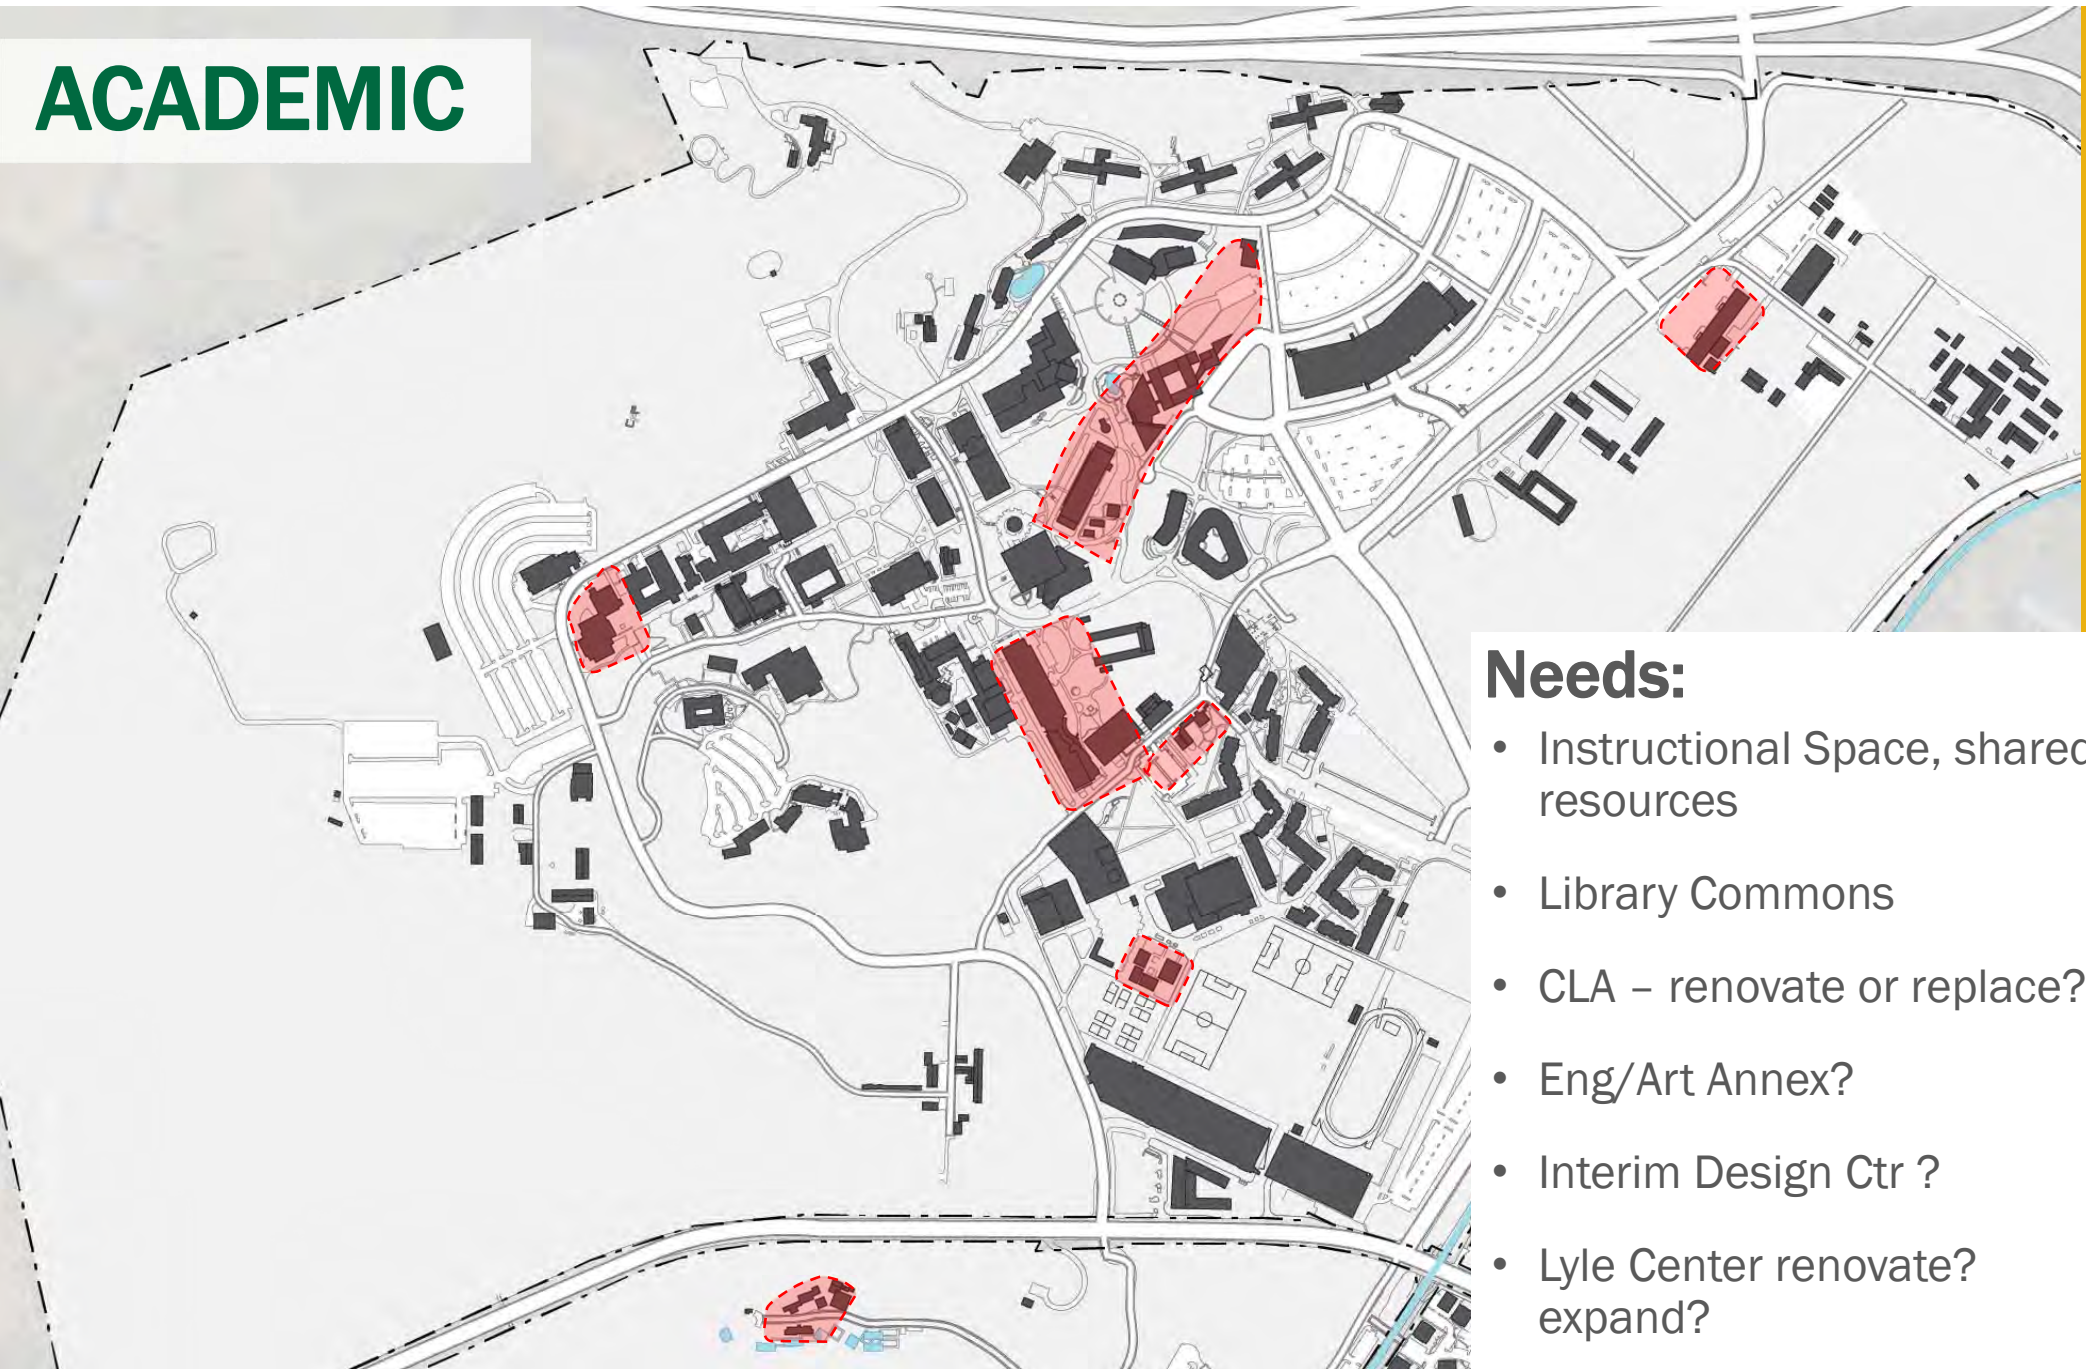 ACADEMIC
Needs:
• Instructional Space, shared
resources
• Library Commons
• CLA – renovate or replace?
• Eng/Art Annex?
• Interim Design Ctr ?
• Lyle Center renovate?
expand?